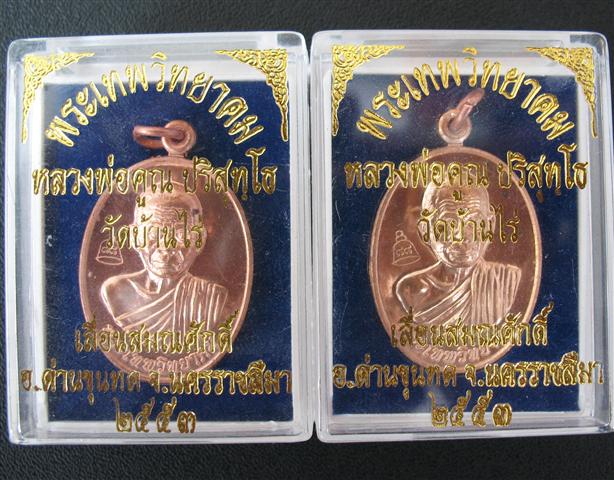 พระเทพวิทยาคม
หลวงพ่อคูณ ปริสุทฺโธ
วัดบ้านไร่
เลื่อนสมณศักดิ์
อ.ด่านขุนทด จ.นครราชสีมา
๒๕๕๓
พระเทพวิทยาคม
หลวงพ่อคูณ ปริสุทฺโธ
วัดบ้านไร่
เลื่อนสมณศักดิ์
อ.ด่านขุนทด จ.นครราชสีมา
๒๕๕๓